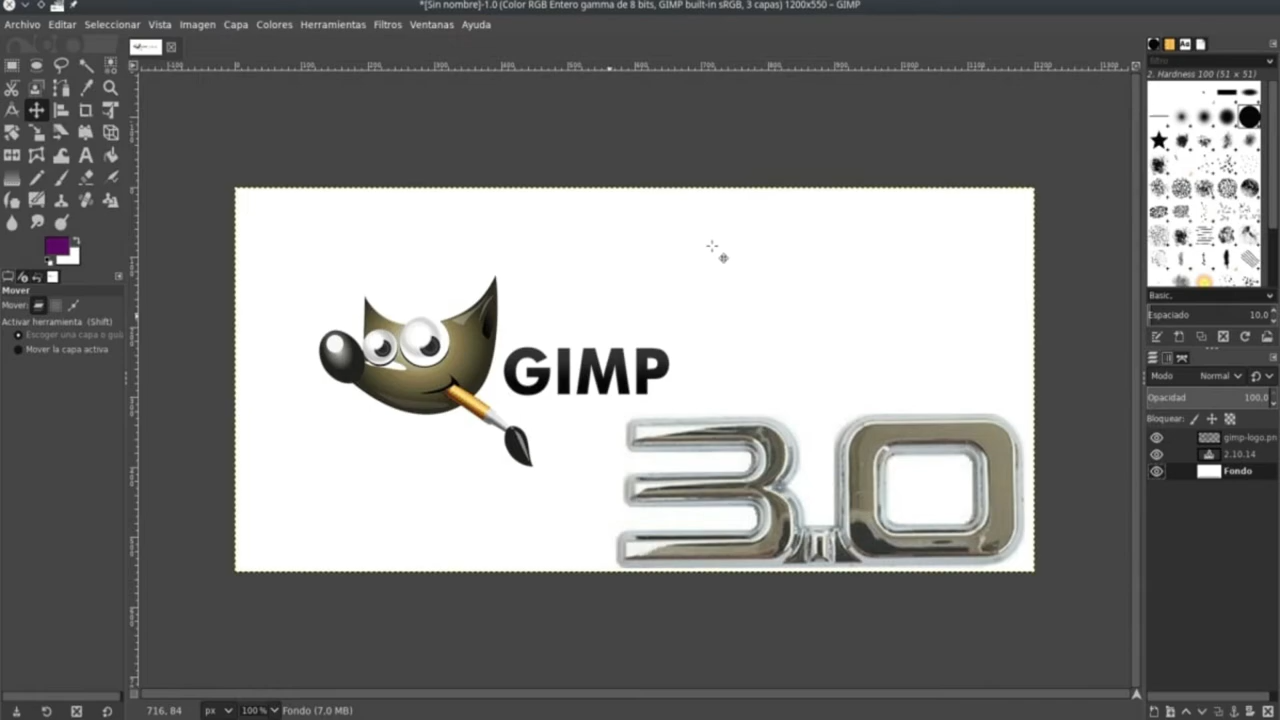 *[Sin nombre]-1.0 (Color RGB Entero gamma de 8 bits, GIMP built-in sRGB, 3 capas) 1200x550 – GIMP
Archivo Editar Seleccionar Vista Imagen Capa Colores Herramientas Filtros Ventanas Ayuda
filtro
2. Hardness 100 (51 × 51)
Mover
Mover:
Activar herramienta (Shift)
Escoger una capa o guía
Mover la capa activa
GIMP
3.0
Basic,
Espaciado 10.0
Modo Normal
Opacidad 100.0
Bloquear:
gimp-logo.pn
2.10.14
Fondo
716, 84 px 100 % Fondo (7.0 MB)